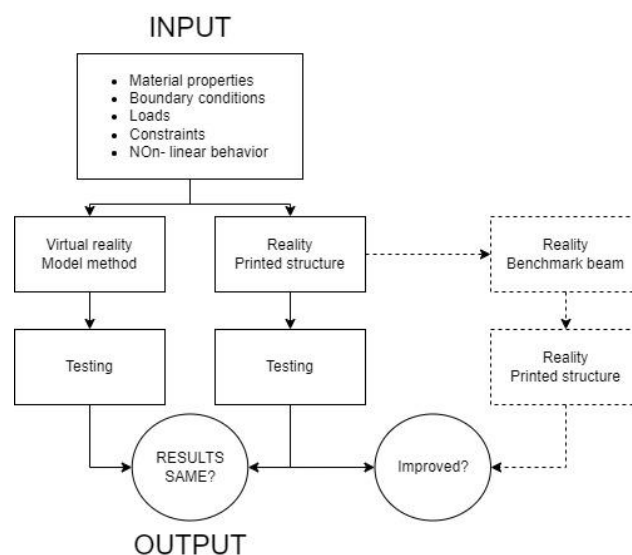 INPUT
• Material properties
• Boundary conditions
• Loads
• Constraints
• NOn- linear behavior
Virtual reality
Model method
Reality
Printed structure
Reality
Benchmark beam
Testing
Testing
Reality
Printed structure
RESULTS
SAME?
Improved?
OUTPUT